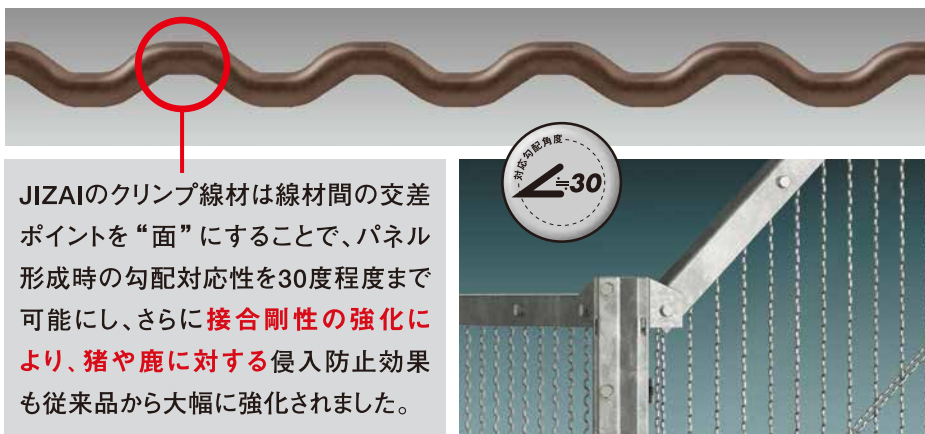 対応勾配角度
≒30
JIZAIのクリンプ線材は線材間の交差
ポイントを“面”にすることで、パネル
形成時の勾配対応性を30度程度まで
可能にし、さらに接合剛性の強化に
より、猪や鹿に対する侵入防止効果
も従来品から大幅に強化されました。